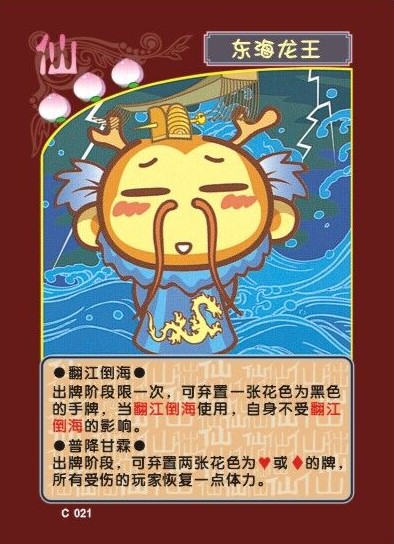 仙
东海龙王
●翻江倒海●
出牌阶段限一次，可弃置一张花色为黑色
的手牌，当翻江倒海使用，自身不受翻江
倒海的影响。
●普降甘霖●
出牌阶段，可弃置两张花色为♥或♦的牌，
所有受伤的玩家恢复一点体力。
C 021